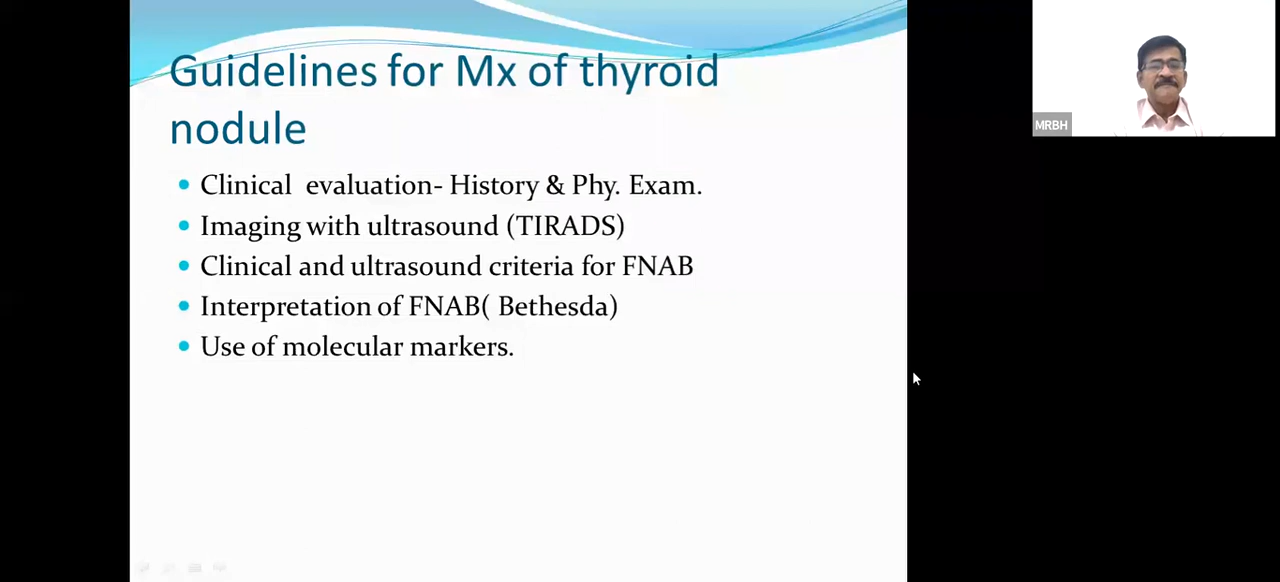 Guidelines for Mx of thyroid
nodule
Clinical evaluation- History & Phy. Exam.
Imaging with ultrasound (TIRADS)
Clinical and ultrasound criteria for FNAB
Interpretation of FNAB( Bethesda)
Use of molecular markers.
MRBH